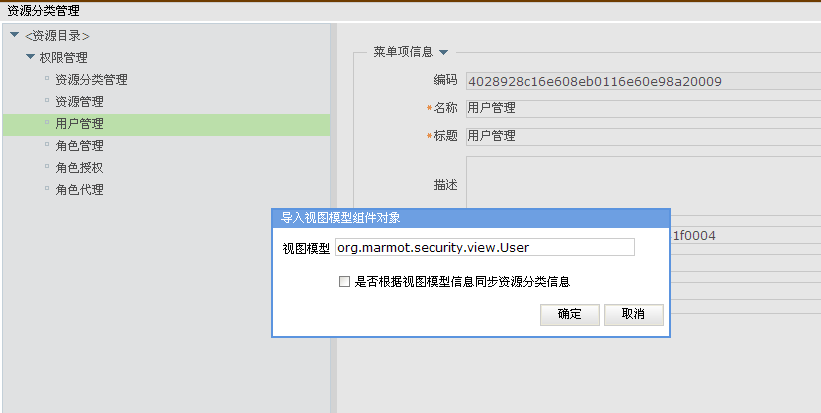 资源分类管理
<资源目录>
权限管理
资源分类管理
资源管理
用户管理
角色管理
角色授权
角色代理
菜单项信息
编码 4028928c16e608eb0116e60e98a20009
*名称 用户管理
*标题 用户管理
描述
1f0004
导入视图模型组件对象
视图模型 org.marmot.security.view.User
是否根据视图模型信息同步资源分类信息
确定 取消